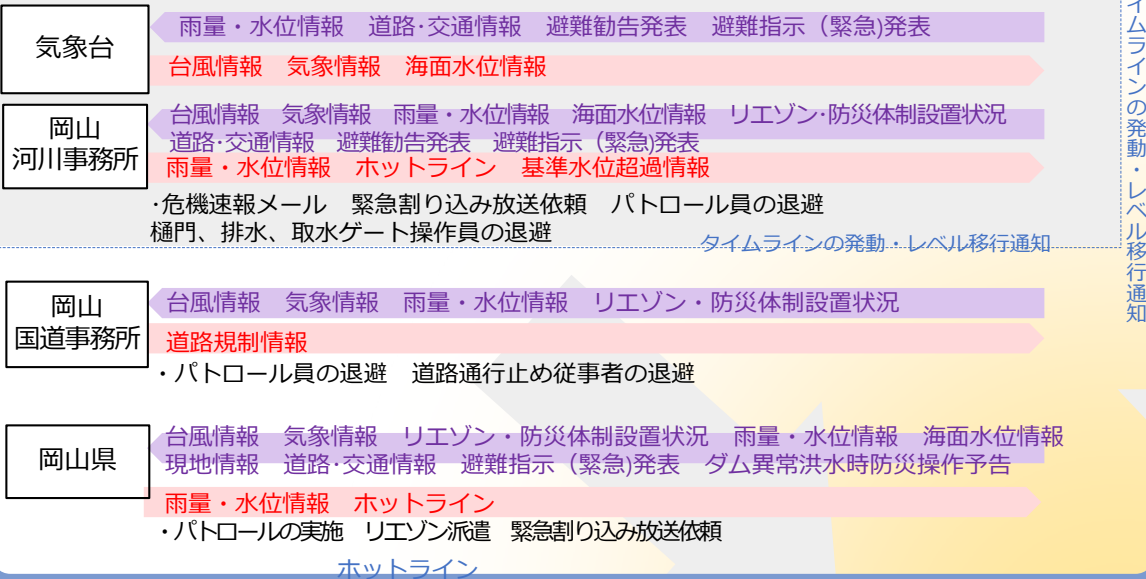 気象台
雨量・水位情報　道路･交通情報　避難勧告発表　避難指示（緊急)発表
台風情報　気象情報　海面水位情報
岡山
河川事務所
台風情報　気象情報　雨量・水位情報　海面水位情報　リエゾン･防災体制設置状況
道路･交通情報　避難勧告発表　避難指示（緊急)発表
雨量・水位情報　ホットライン　基準水位超過情報
･危機速報メール　緊急割り込み放送依頼　パトロール員の退避
樋門、排水、取水ゲート操作員の退避
タイムラインの発動・レベル移行通知
イムラインの発動・レベル移行通知
岡山
国道事務所
台風情報　気象情報　雨量・水位情報　リエゾン・防災体制設置状況
道路規制情報
・パトロール員の退避　道路通行止め従事者の退避
岡山県
台風情報　気象情報　リエゾン・防災体制設置状況　雨量・水位情報　海面水位情報
現地情報　道路･交通情報　避難指示（緊急)発表　ダム異常洪水時防災操作予告
雨量・水位情報　ホットライン
・パトロールの実施　リエゾン派遣　緊急割り込み放送依頼
ホットライン